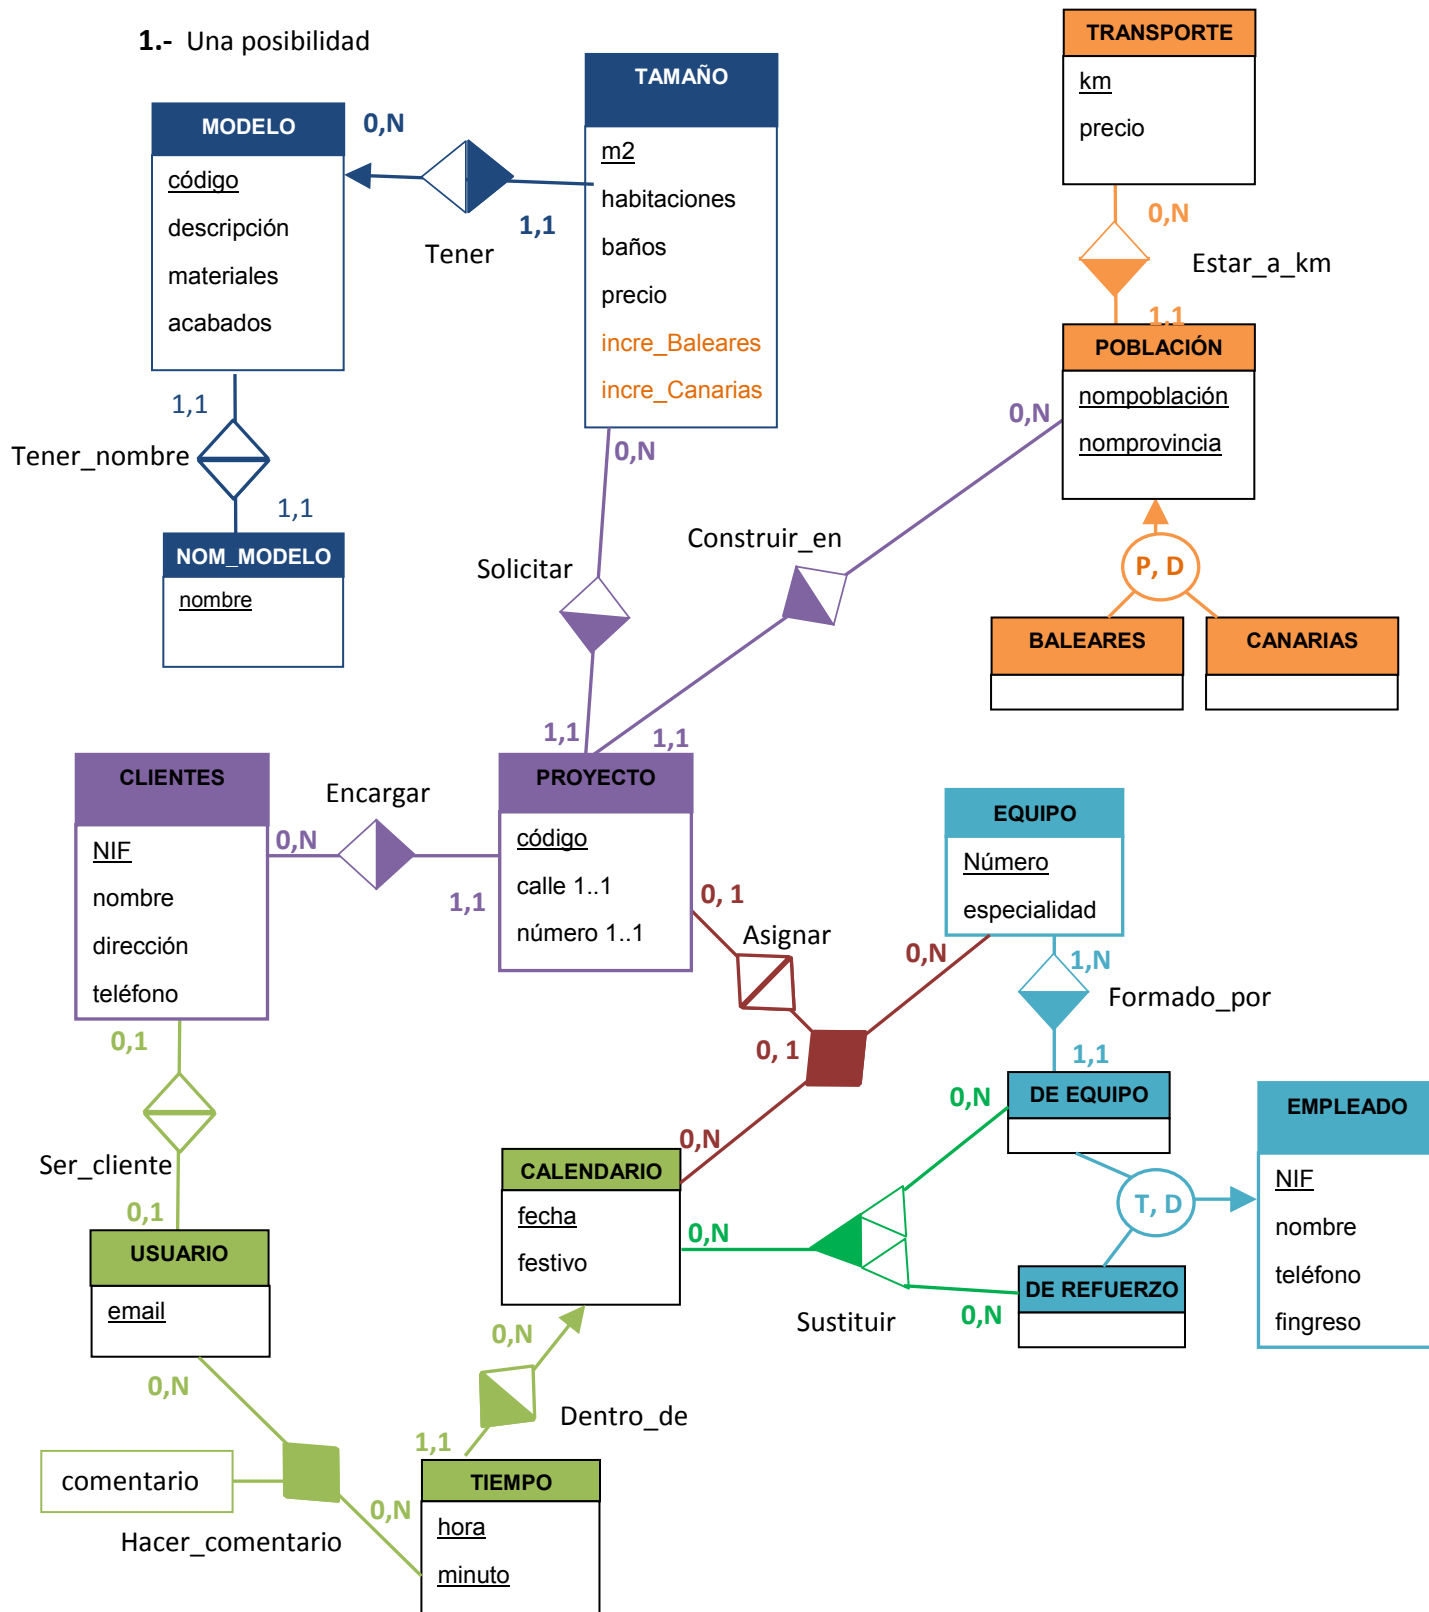 1.- Una posibilidad
TRANSPORTE
km
precio
0,N
Estar_a_km
1,1
TAMAÑO
m2
habitaciones
baños
precio
incre_Baleares
incre_Canarias
MODELO
código
descripción
materiales
acabados
0,N
1,1
Tener
1,1
Tener_nombre
1,1
NOM_MODELO
nombre
POBLACIÓN
nompoblación
nomprovincia
P, D
BALEARES
CANARIAS
0,N
Solicitar
1,1
0,N
Construir_en
1,1
CLIENTES
NIF
nombre
dirección
teléfono
Encargar
0,N
1,1
PROYECTO
código
calle 1..1
número 1..1
EQUIPO
Número
especialidad
0, 1
Asignar
0,N
0, 1
0,N
1,N
Formado_por
1,1
DE EQUIPO
EMPLEADO
NIF
nombre
teléfono
fingreso
T, D
DE REFUERZO
0,N
0,N
0,N
Sustituir
CALENDARIO
fecha
festivo
0,1
Ser_cliente
0,1
USUARIO
email
0,N
Dentro_de
1,1
0,N
comentario
Hacer_comentario
0,N
TIEMPO
hora
minuto